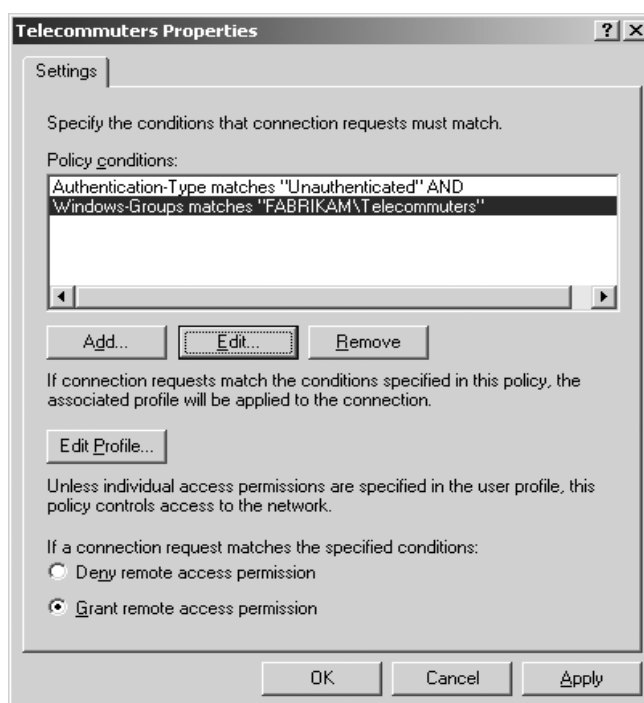 Telecommuters Properties
Settings
Specify the conditions that connection requests must match.
Policy conditions:
Authentication-Type matches "Unauthenticated" AND
Windows-Groups matches "FABRIKAM\Telecommuters"
Add... Edit... Remove
If connection requests match the conditions specified in this policy, the
associated profile will be applied to the connection.
Edit Profile...
Unless individual access permissions are specified in the user profile, this
policy controls access to the network.
If a connection request matches the specified conditions:
Deny remote access permission
Grant remote access permission
OK Cancel Apply